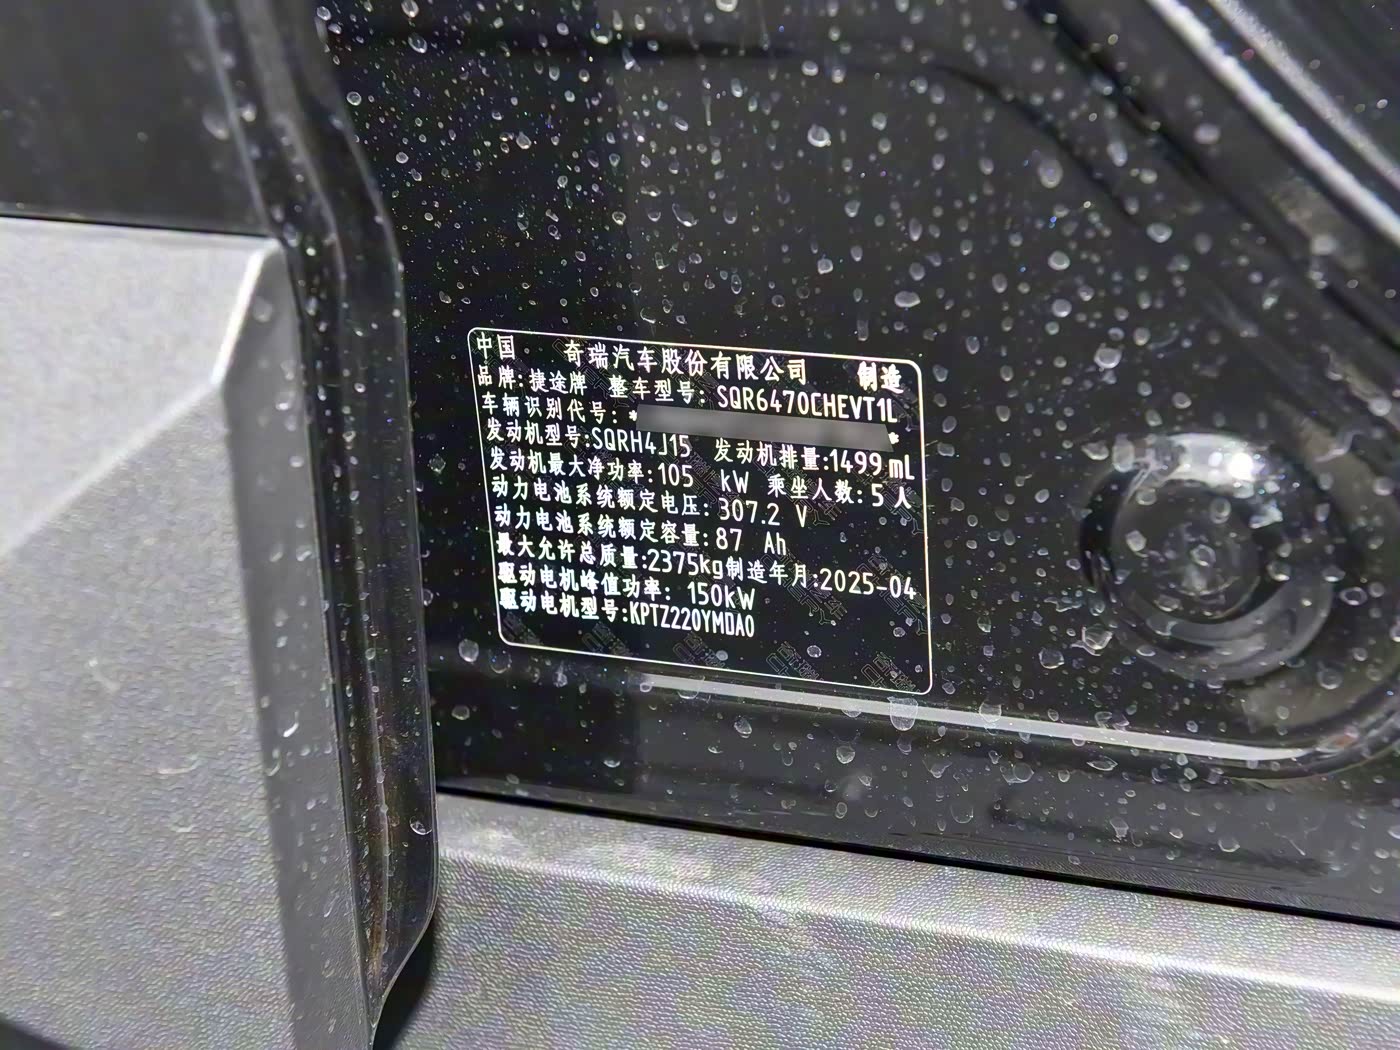 中国 奇瑞汽车股份有限公司 制造
品牌:捷途牌 整车型号: SQR6470CHEVT1L
车辆识别代号: * *
发动机型号:SQRH4J15 发动机排量:1499mL
发动机最大净功率:105 kW 乘坐人数:5人
动力电池系统额定电压:307.2 V
动力电池系统额定容量:87 Ah
最大允许总质量:2375kg制造年月:2025-04
驱动电机峰值功率: 150kW
驱动电机型号:KPTZ220YMDA0